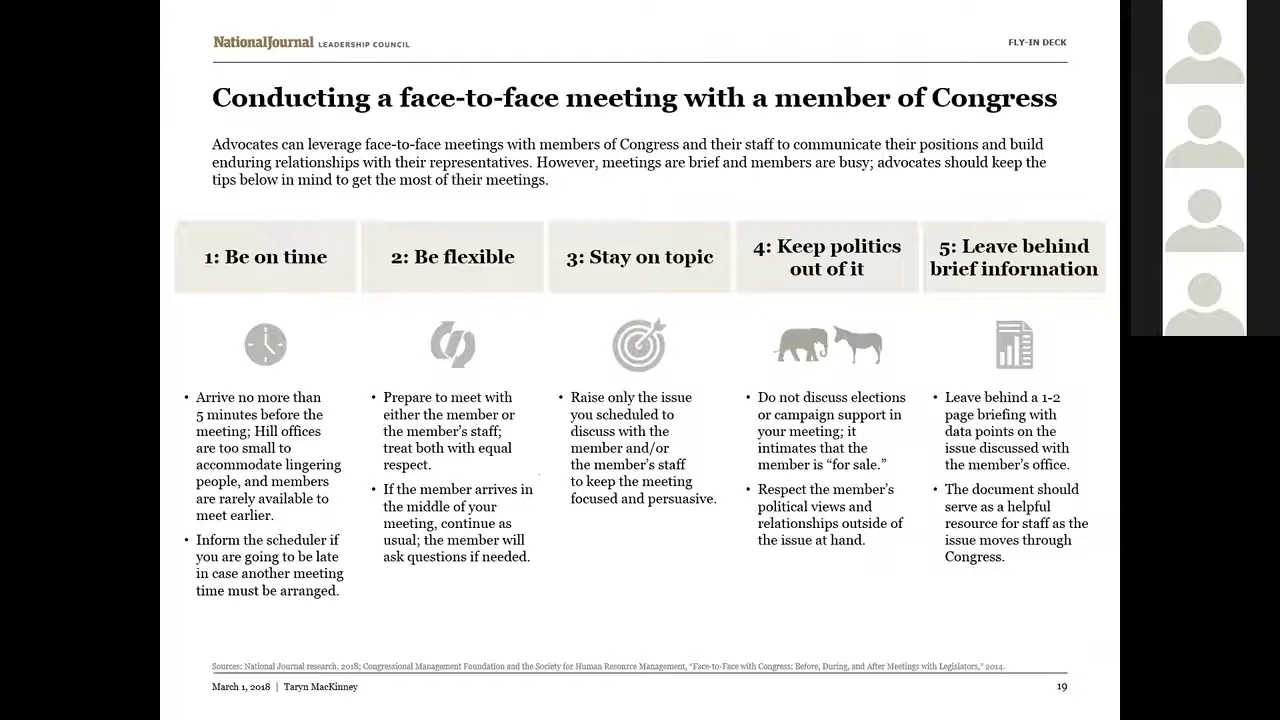 NationalJournal LEADERSHIP COUNCIL
FLY-IN DECK
Conducting a face-to-face meeting with a member of Congress
Advocates can leverage face-to-face meetings with members of Congress and their staff to communicate their positions and build
enduring relationships with their representatives. However, meetings are brief and members are busy; advocates should keep the
tips below in mind to get the most of their meetings.
1: Be on time
• Arrive no more than
5 minutes before the
meeting; Hill offices
are too small to
accommodate lingering
people, and members
are rarely available to
meet earlier.
• Inform the scheduler if
you are going to be late
in case another meeting
time must be arranged.
2: Be flexible
• Prepare to meet with
either the member or
the member’s staff;
treat both with equal
respect.
• If the member arrives in
the middle of your
meeting, continue as
usual; the member will
ask questions if needed.
3: Stay on topic
• Raise only the issue
you scheduled to
discuss with the
member and/or
the member’s staff
to keep the meeting
focused and persuasive.
4: Keep politics
out of it
• Do not discuss elections
or campaign support in
your meeting; it
intimates that the
member is “for sale.”
• Respect the member’s
political views and
relationships outside of
the issue at hand.
5: Leave behind
brief information
• Leave behind a 1-2
page briefing with
data points on the
issue discussed with
the member’s office.
• The document should
serve as a helpful
resource for staff as the
issue moves through
Congress.
Sources: National Journal research, 2018; Congressional Management Foundation and the Society for Human Resource Management, “Face-to-Face with Congress: Before, During, and After Meetings with Legislators,” 2014.
March 1, 2018 | Taryn MacKinney
19